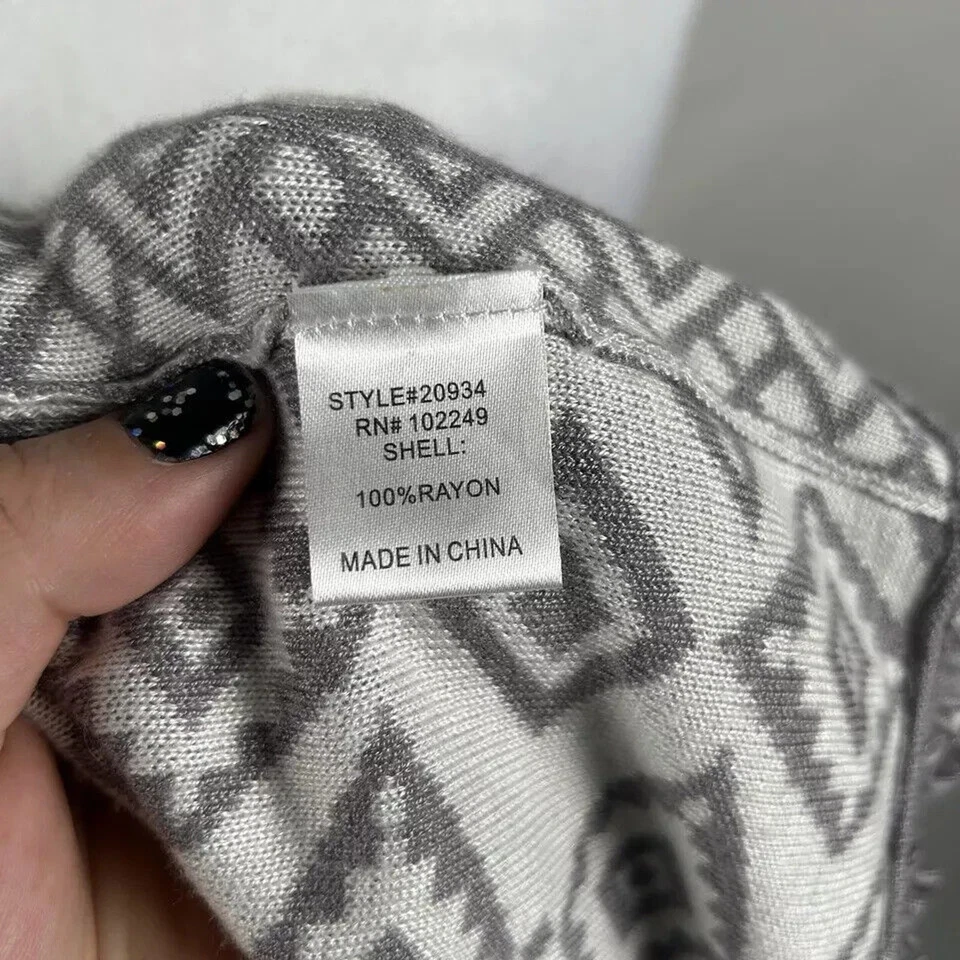 STYLE#20934
RN# 102249
SHELL:
100%RAYON
MADE IN CHINA